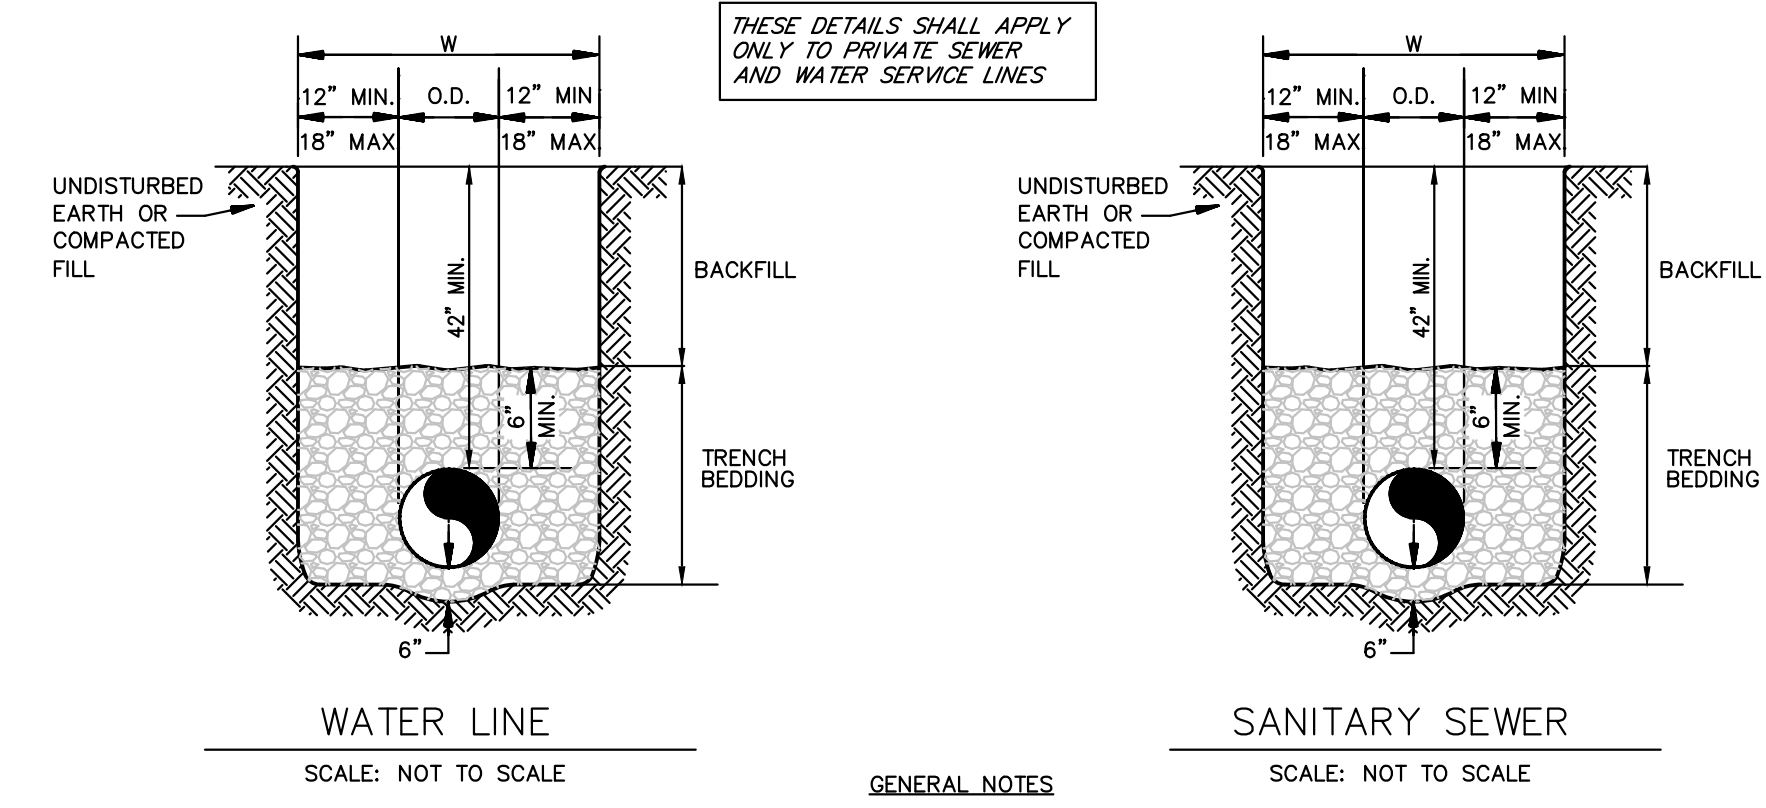 THESE DETAILS SHALL APPLY
ONLY TO PRIVATE SEWER
AND WATER SERVICE LINES
W
12" MIN.
O.D.
12" MIN
18" MAX
18" MAX.
UNDISTURBED
EARTH OR
COMPACTED
FILL
42" MIN.
BACKFILL
6"
MIN.
TRENCH
BEDDING
6"
WATER LINE
SCALE: NOT TO SCALE
W
12" MIN.
O.D.
12" MIN
18" MAX
18" MAX.
UNDISTURBED
EARTH OR
COMPACTED
FILL
42" MIN.
BACKFILL
6"
MIN.
TRENCH
BEDDING
6"
SANITARY SEWER
SCALE: NOT TO SCALE
GENERAL NOTES